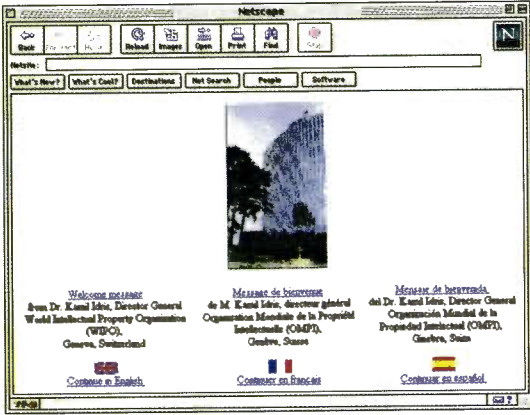 Netscape
Back Forward Home Reload Images Open Print Find Stop
N
Netsite:
What's New? What's Cool? Destinations Net Search People Software
Welcome message
from Dr. Kamil Idris, Director General
World Intellectual Property Organization
(WIPO),
Geneva, Switzerland
Continue in English
Message de bienvenue
de M. Kamil Idris, directeur général
Organisation Mondiale de la Propriété
Intellectuelle (OMPI),
Genève, Suisse
Continuer en français
Mensaje de bienvenida
del Dr. Kamil Idris, Director General
Organización Mundial de la
Propiedad Intelectual (OMPI),
Ginebra, Suiza
Continuar en español